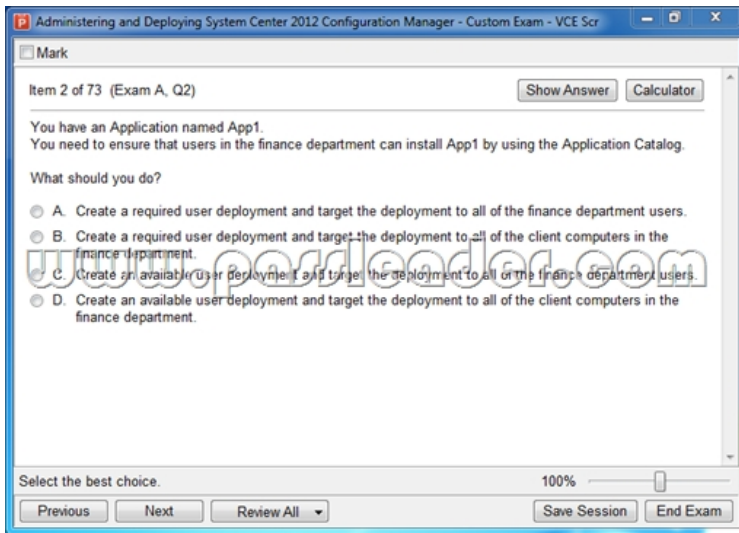 Administering and Deploying System Center 2012 Configuration Manager - Custom Exam - VCE Scr
Mark
Item 2 of 73 (Exam A, Q2)
Show Answer
Calculator
You have an Application named App1.
You need to ensure that users in the finance department can install App1 by using the Application Catalog.
What should you do?
A. Create a required user deployment and target the deployment to all of the finance department users.
B. Create a required user deployment and target the deployment to all of the client computers in the
finance department.
www.passleader.com
C. Create an available user deployment and target the deployment to all of the finance department users.
D. Create an available user deployment and target the deployment to all of the client computers in the
finance department.
Select the best choice.
100%
Previous
Next
Review All
Save Session
End Exam